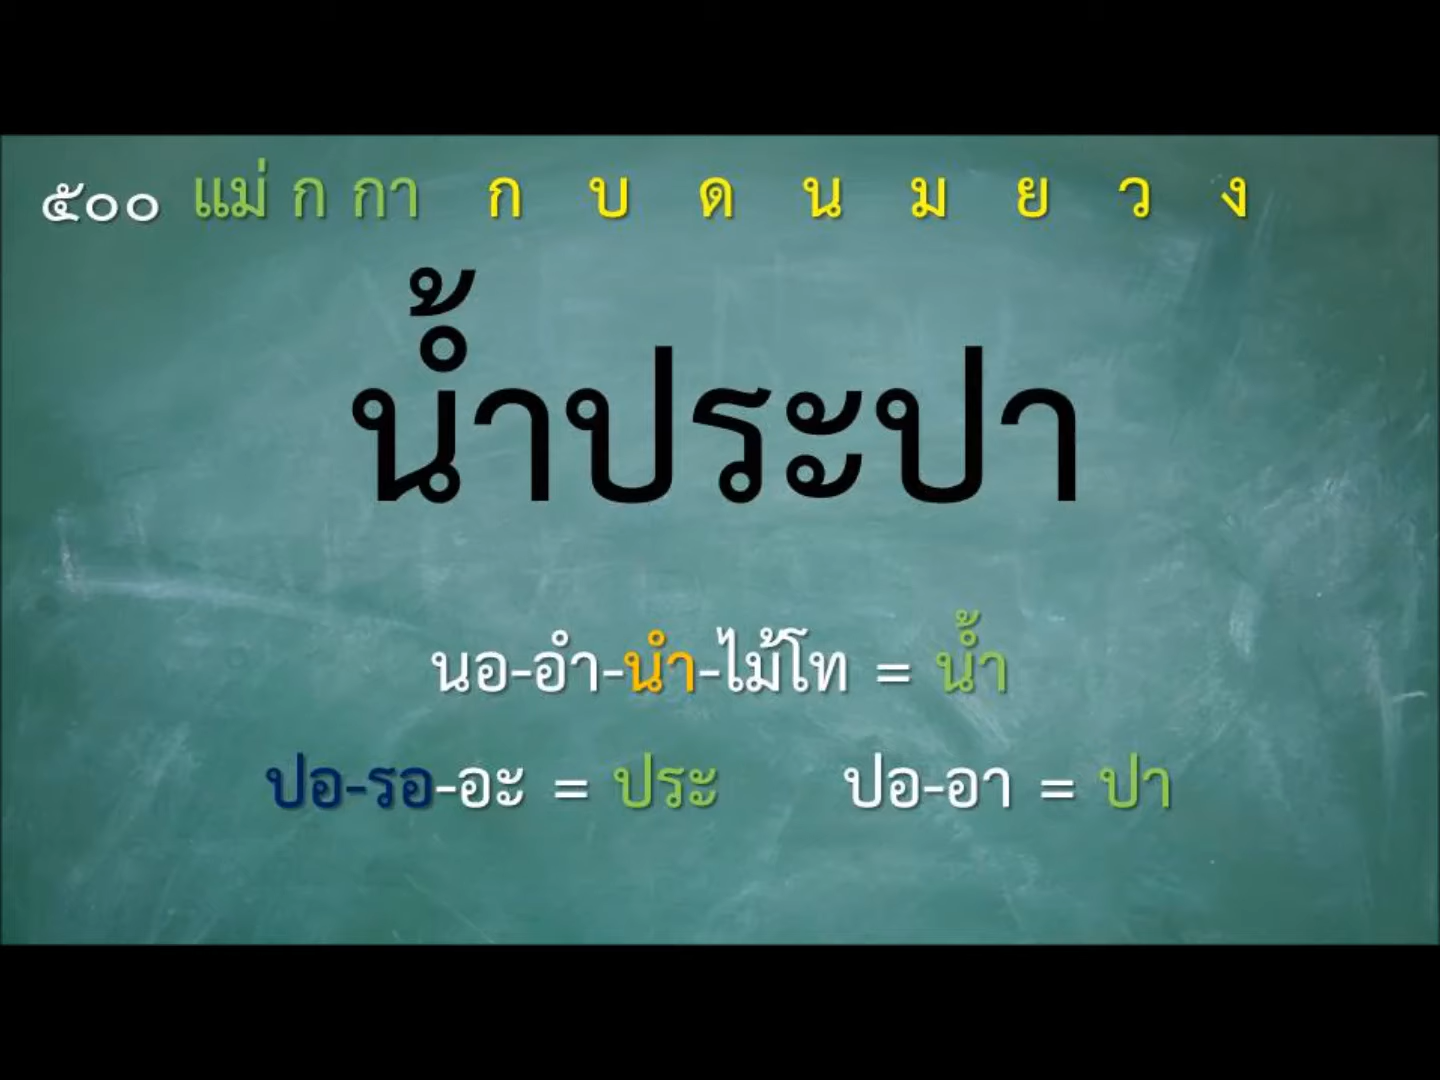 ๕๐๐ แม่ ก กา ก บ ด น ม ย ว ง
น้ำประปา
นอ-อำ-นำ-ไม้โท = น้ำ
ปอ-รอ-อะ = ประ ปอ-อา = ปา